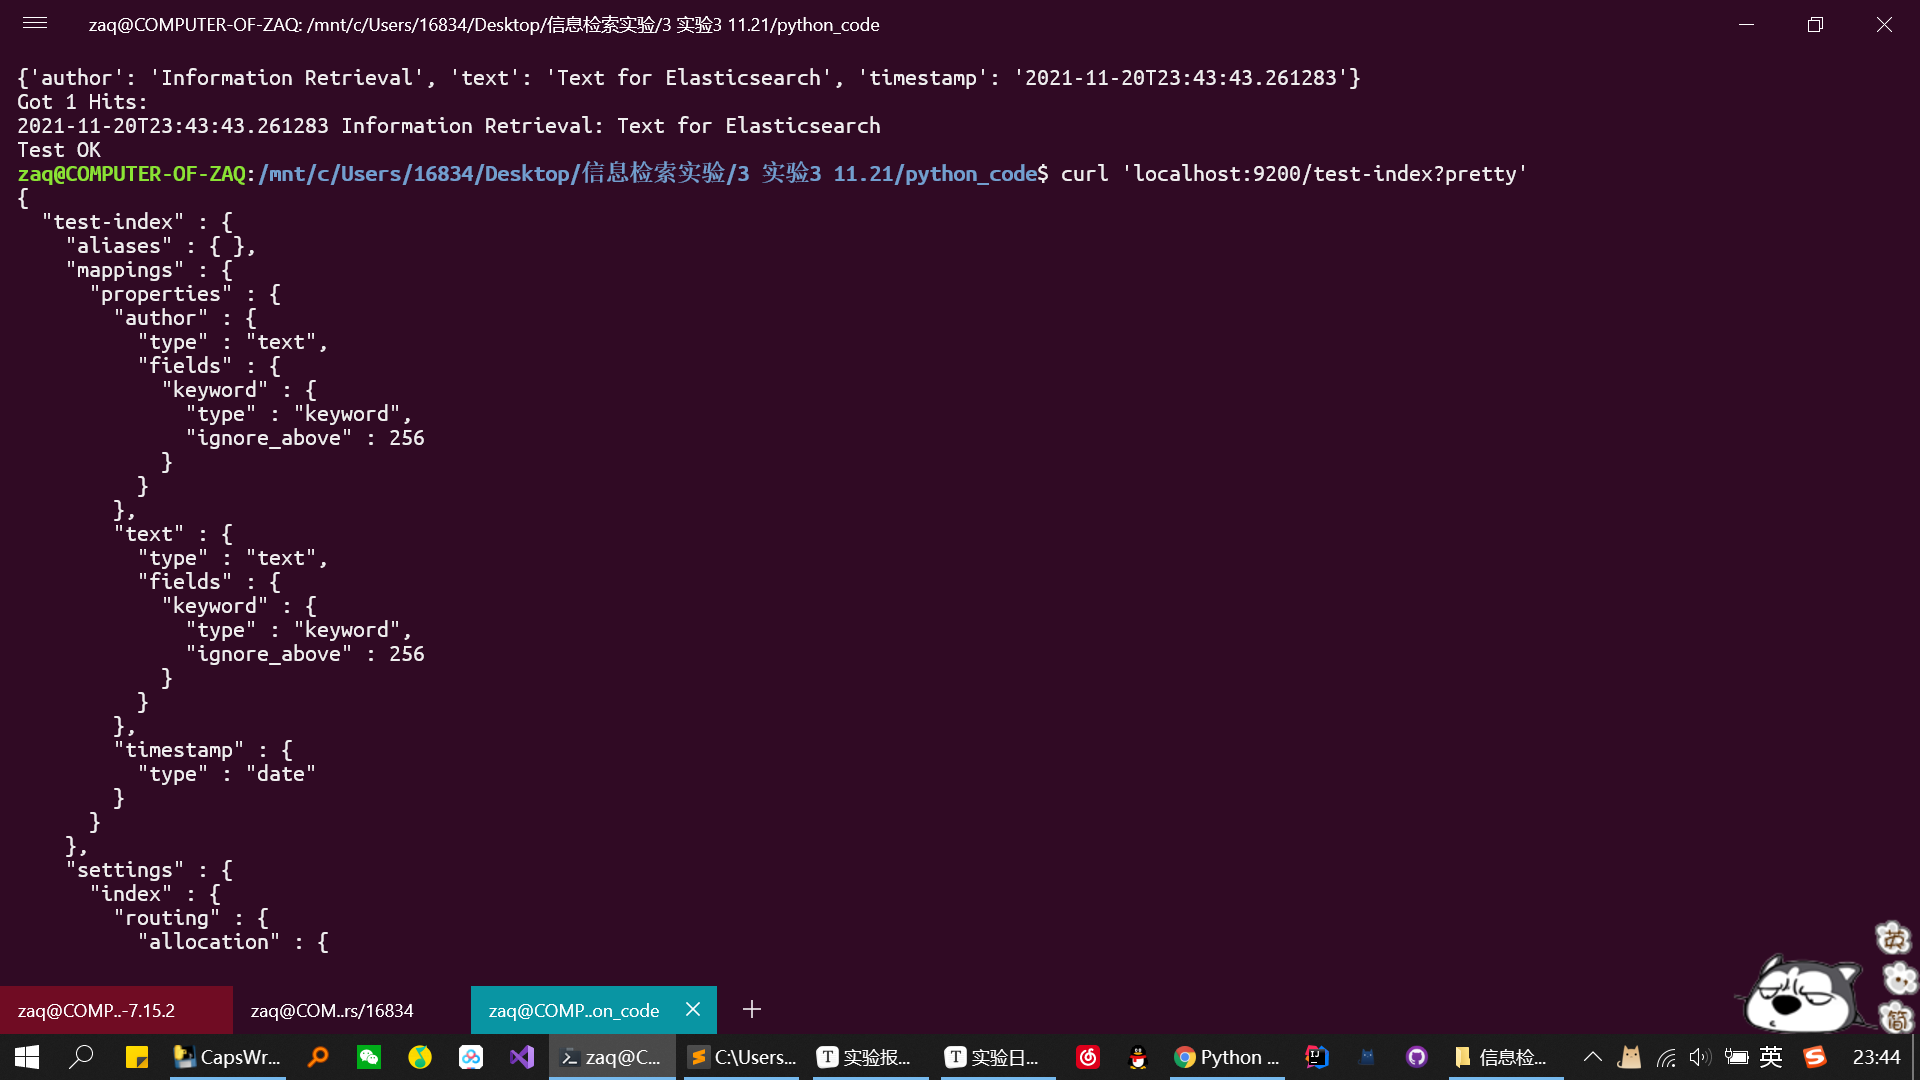 zaq@COMPUTER-OF-ZAQ: /mnt/c/Users/16834/Desktop/信息检索实验/3 实验3 11.21/python_code
{'author': 'Information Retrieval', 'text': 'Text for Elasticsearch', 'timestamp': '2021-11-20T23:43:43.261283'}
Got 1 Hits:
2021-11-20T23:43:43.261283 Information Retrieval: Text for Elasticsearch
Test OK
zaq@COMPUTER-OF-ZAQ:/mnt/c/Users/16834/Desktop/信息检索实验/3 实验3 11.21/python_code$ curl 'localhost:9200/test-index?pretty'
{
  "test-index" : {
    "aliases" : { },
    "mappings" : {
      "properties" : {
        "author" : {
          "type" : "text",
          "fields" : {
            "keyword" : {
              "type" : "keyword",
              "ignore_above" : 256
            }
          }
        },
        "text" : {
          "type" : "text",
          "fields" : {
            "keyword" : {
              "type" : "keyword",
              "ignore_above" : 256
            }
          }
        },
        "timestamp" : {
          "type" : "date"
        }
      }
    },
    "settings" : {
      "index" : {
        "routing" : {
          "allocation" : {
英
简
zaq@COMP..-7.15.2
zaq@COM..rs/16834
zaq@COMP..on_code
CapsWr...
zaq@C...
C:\Users...
T 实验报...
T 实验日...
Python ...
信息检...
英
23:44